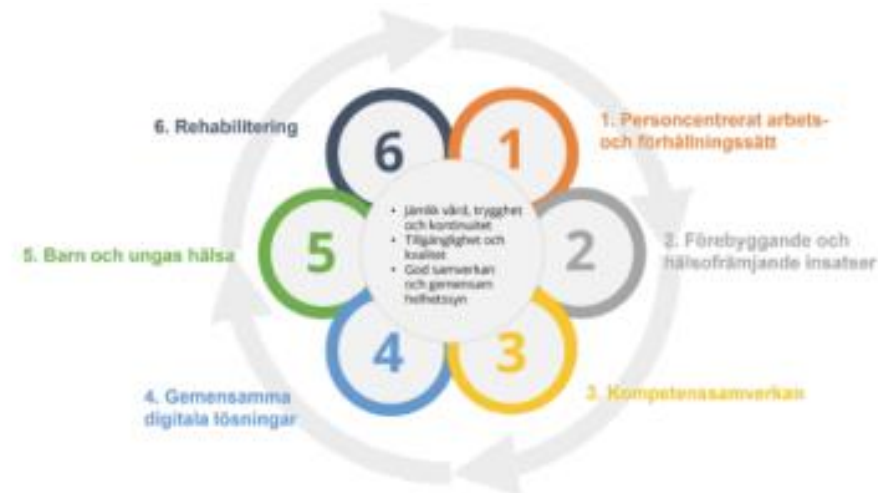 6. Rehabilitering
6
1
1. Personcentrerat arbets-
och förhållningssätt
• Jämlik vård, trygghet
och kontinuitet
• Tillgänglighet och
kvalitet
• God samverkan
och gemensam
helhetssyn
5. Barn och ungas hälsa
5
2
2. Förebyggande och
hälsofrämjande insatser
4
3
4. Gemensamma
digitala lösningar
3. Kompetenssamverkan